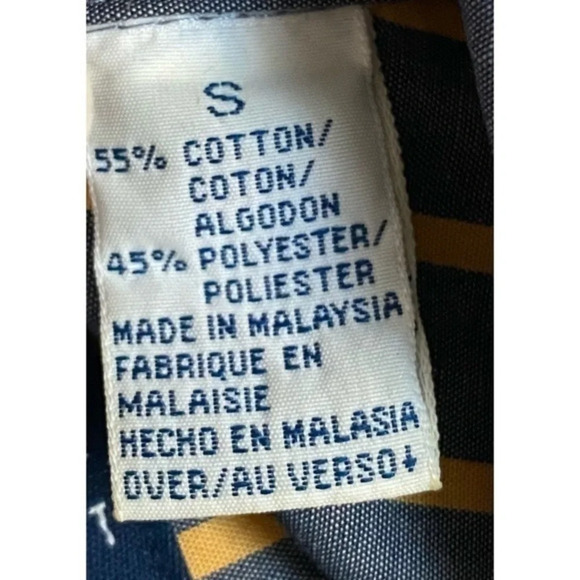 S
55% COTTON/
COTON/
ALGODON
45% POLYESTER/
POLIESTER
MADE IN MALAYSIA
FABRIQUE EN
MALAISIE
HECHO EN MALASIA
OVER/AU VERSO↓
T